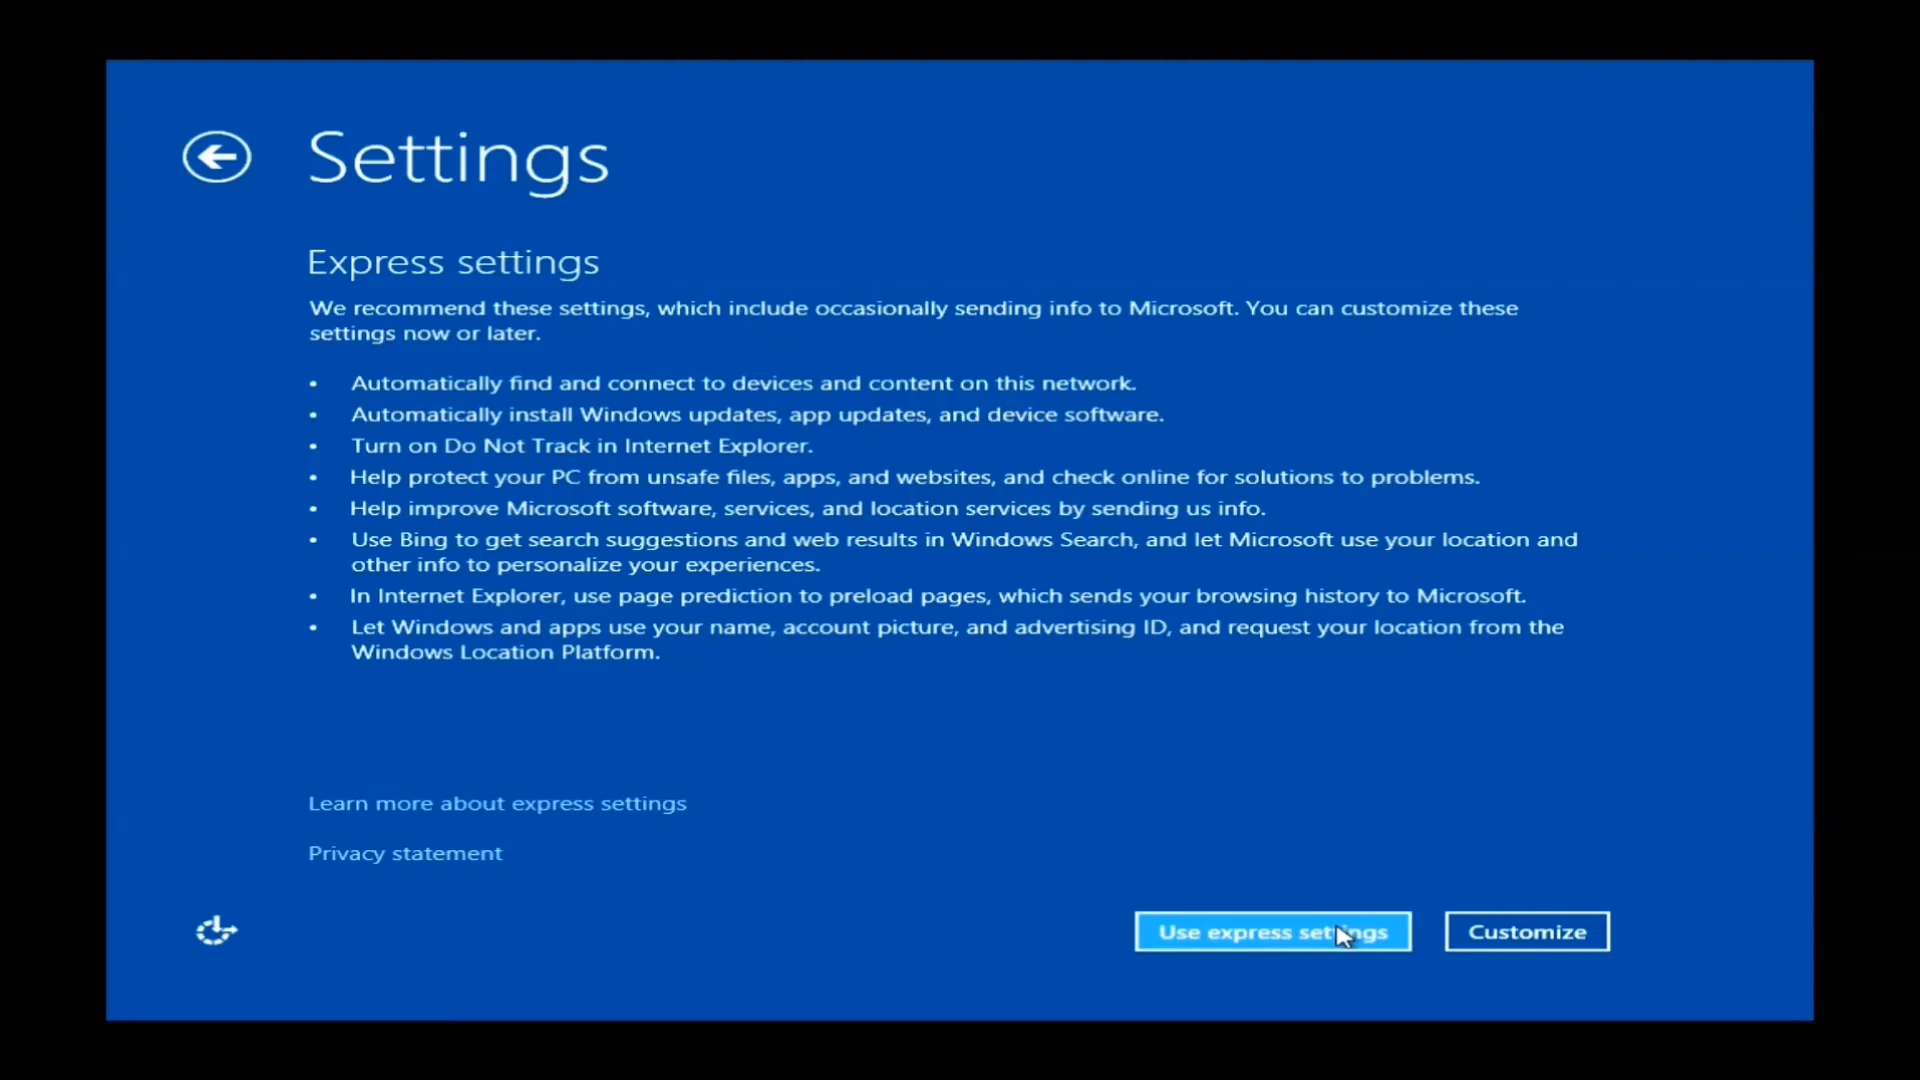 Settings
Express settings
We recommend these settings, which include occasionally sending info to Microsoft. You can customize these
settings now or later.
• Automatically find and connect to devices and content on this network.
• Automatically install Windows updates, app updates, and device software.
• Turn on Do Not Track in Internet Explorer.
• Help protect your PC from unsafe files, apps, and websites, and check online for solutions to problems.
• Help improve Microsoft software, services, and location services by sending us info.
• Use Bing to get search suggestions and web results in Windows Search, and let Microsoft use your location and
other info to personalize your experiences.
• In Internet Explorer, use page prediction to preload pages, which sends your browsing history to Microsoft.
• Let Windows and apps use your name, account picture, and advertising ID, and request your location from the
Windows Location Platform.
Learn more about express settings
Privacy statement
Use express settings
Customize